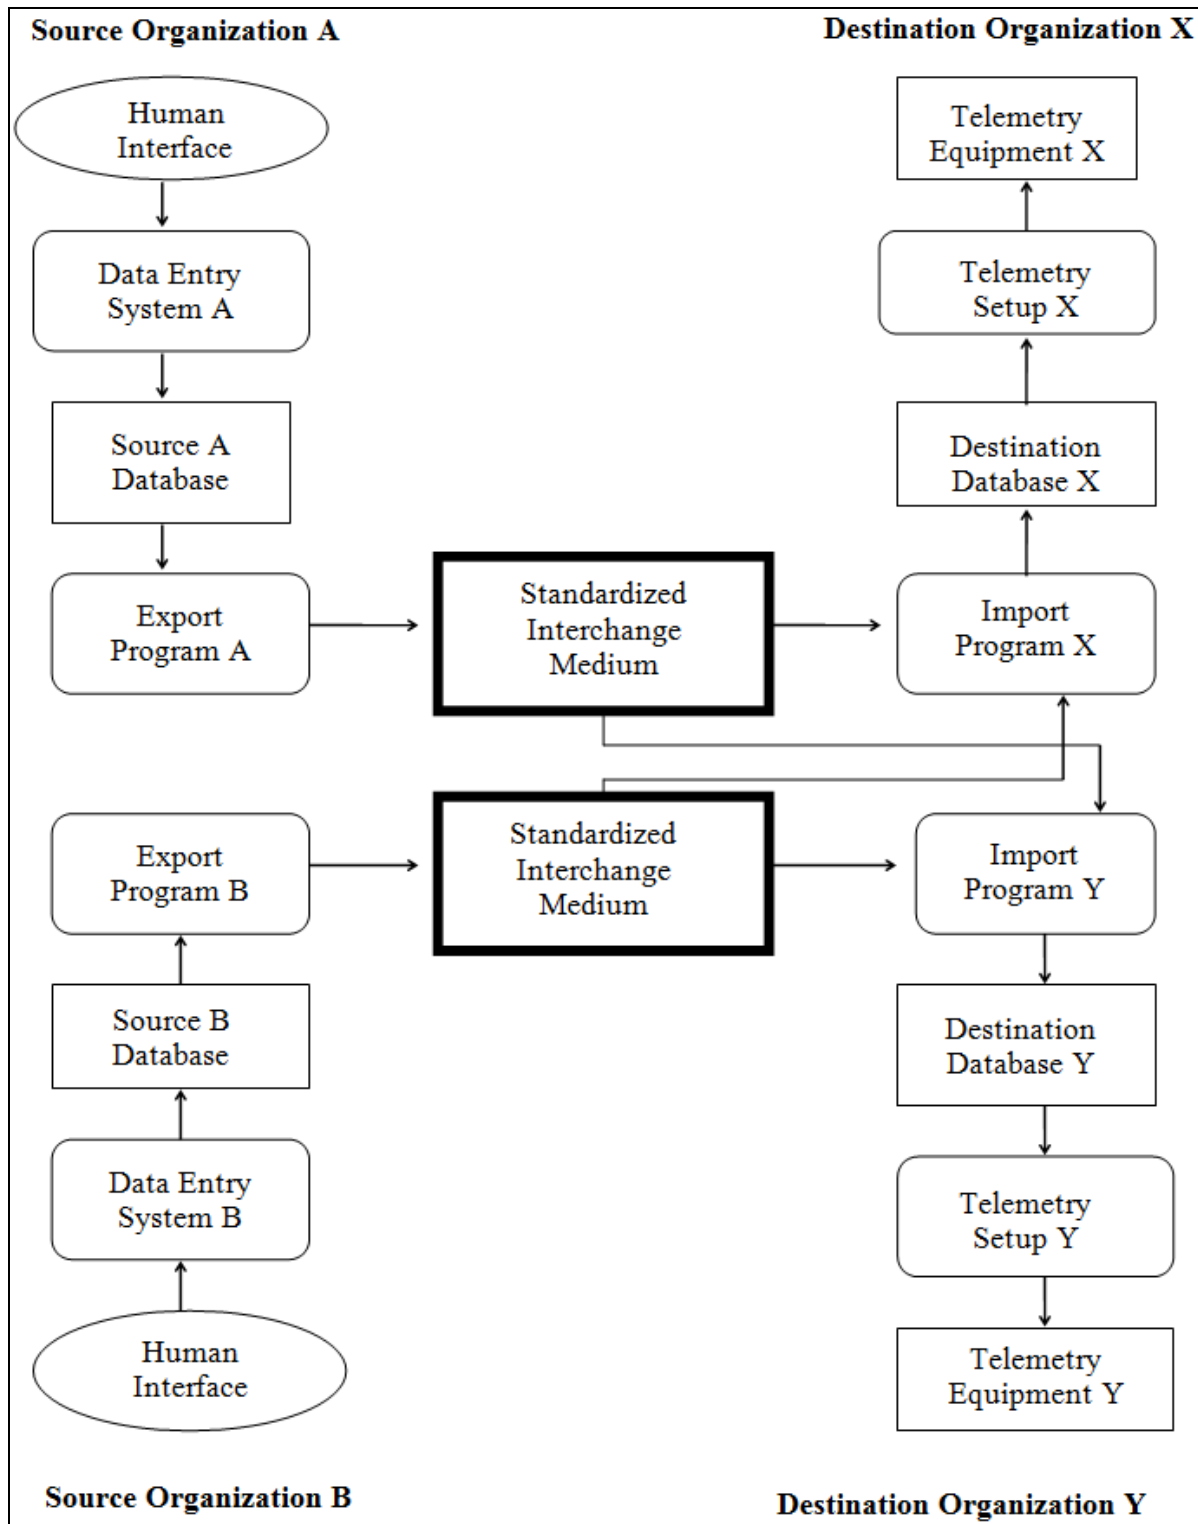 Source Organization A
Destination Organization X
Human
Interface
Telemetry
Equipment X
Data Entry
System A
Telemetry
Setup X
Source A
Database
Destination
Database X
Export
Program A
Standardized
Interchange
Medium
Import
Program X
Export
Program B
Standardized
Interchange
Medium
Import
Program Y
Source B
Database
Destination
Database Y
Data Entry
System B
Telemetry
Setup Y
Human
Interface
Telemetry
Equipment Y
Source Organization B
Destination Organization Y